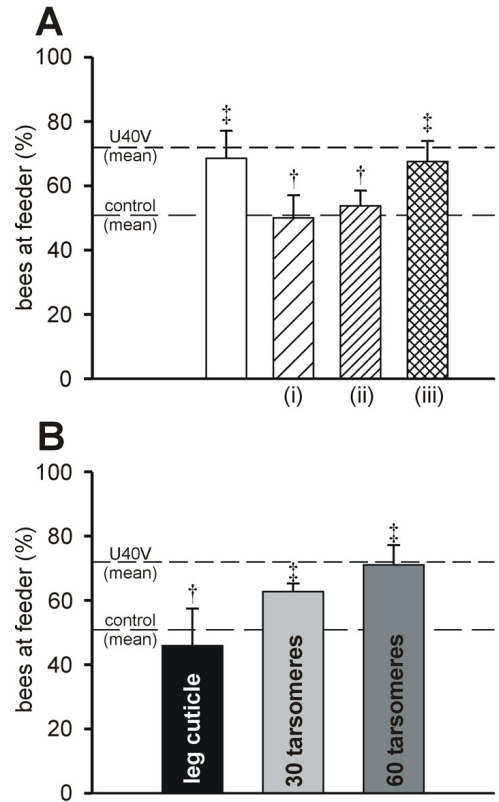 A
bees at feeder (%)
100
80
60
40
20
0
U40V
(mean)
control
(mean)
‡
†
†
‡
(i)
(ii)
(iii)
B
bees at feeder (%)
100
80
60
40
20
0
U40V
(mean)
control
(mean)
†
‡
‡
leg cuticle
30 tarsomeres
60 tarsomeres